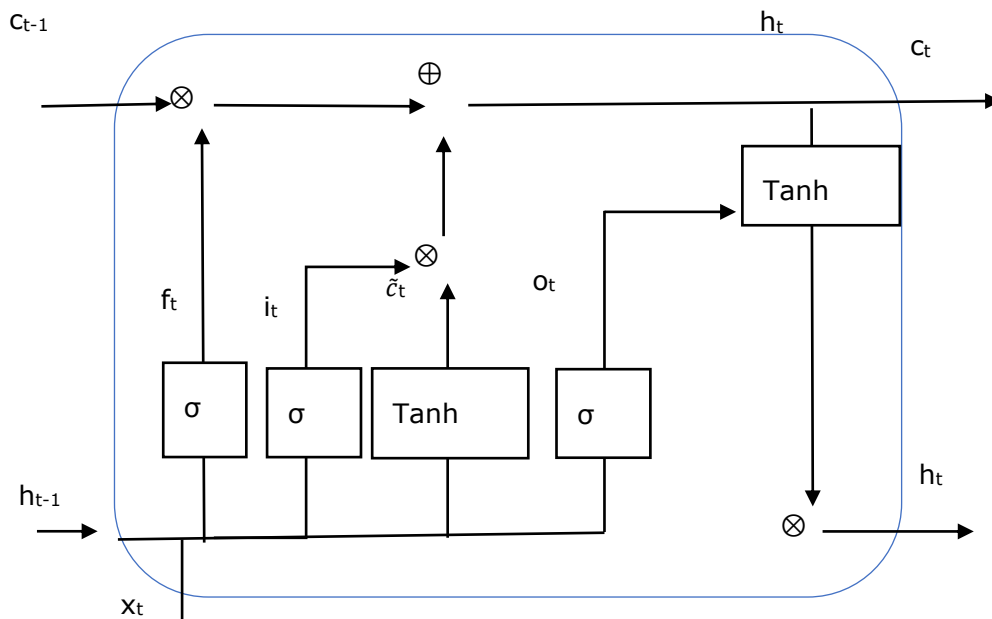 cₜ₋₁
hₜ
cₜ
⊗
⊕
Tanh
⊗
c̃ₜ
oₜ
fₜ
iₜ
σ
σ
Tanh
σ
hₜ₋₁
hₜ
⊗
xₜ